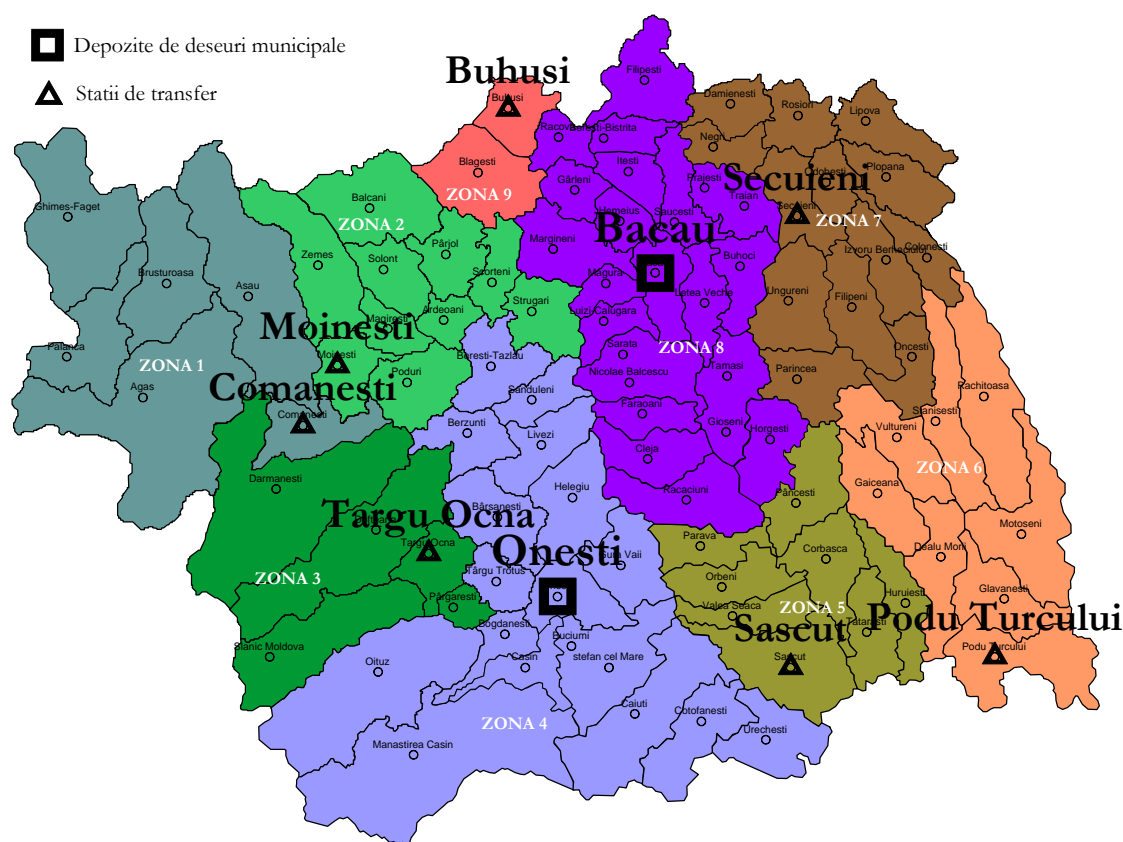 Depozite de deseuri municipale
Statii de transfer
Buhusi
Buhusi
Filipesti
Damienesti
Rosiori
Lipova
Racova
Beresti-Bistrita
Negri
Blagesti
ZONA 9
Itesti
Gârleni
Prajesti
Traian
Secuieni
Secuieni
Odobesti
Plopana
ZONA 7
Ghimes-Faget
Balcani
ZONA 2
Hemeius
Saucesti
Bacau
Margineni
Pârjol
Zemes
Solont
Scorteni
Izvoru Berheciului
Colonesti
Brusturoasa
Asau
Magura
Buhoci
Letea Veche
Ungureni
Filipeni
Strugari
Ardeoani
Magiresti
Luizi-Calugara
Moinesti
Moinesti
Palanca
ZONA 1
Beresti-Tazlau
Sarata
ZONA 8
Oncesti
Tamasi
Parincea
Agas
Comanesti
Comanesti
Poduri
Sanduleni
Nicolae Balcescu
Rachitoasa
Faraoani
Stanisesti
Berzunti
Livezi
Gioseni
Horgesti
Vultureni
Cleja
ZONA 6
Darmanesti
Helegiu
Racaciuni
Pâncesti
Gaiceana
Bârsanesti
Targu Ocna
Targu Ocna
Motoseni
Parava
Onesti
Gura Vaii
Corbasca
Dealu Morii
ZONA 3
Târgu Trotus
Orbeni
Huruiesti
Glavanesti
Pârgaresti
Valea Seaca
ZONA 5
Sascut
Sascut
Tatarasti
Podu Turcului
Podu Turcului
Bogdanesti
Buciumi
Slanic Moldova
Oituz
Casin
stefan cel Mare
Caiuti
Cotofanesti
ZONA 4
Urechesti
Manastirea Casin